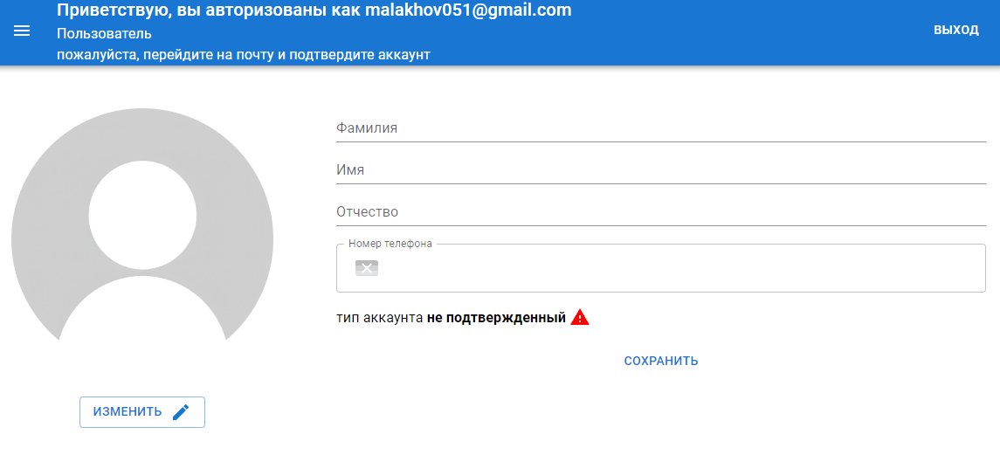 Приветствую, вы авторизованы как malakhov051@gmail.com
Пользователь
пожалуйста, перейдите на почту и подтвердите аккаунт
ВЫХОД
Фамилия
Имя
Отчество
Номер телефона
тип аккаунта не подтвержденный
СОХРАНИТЬ
ИЗМЕНИТЬ